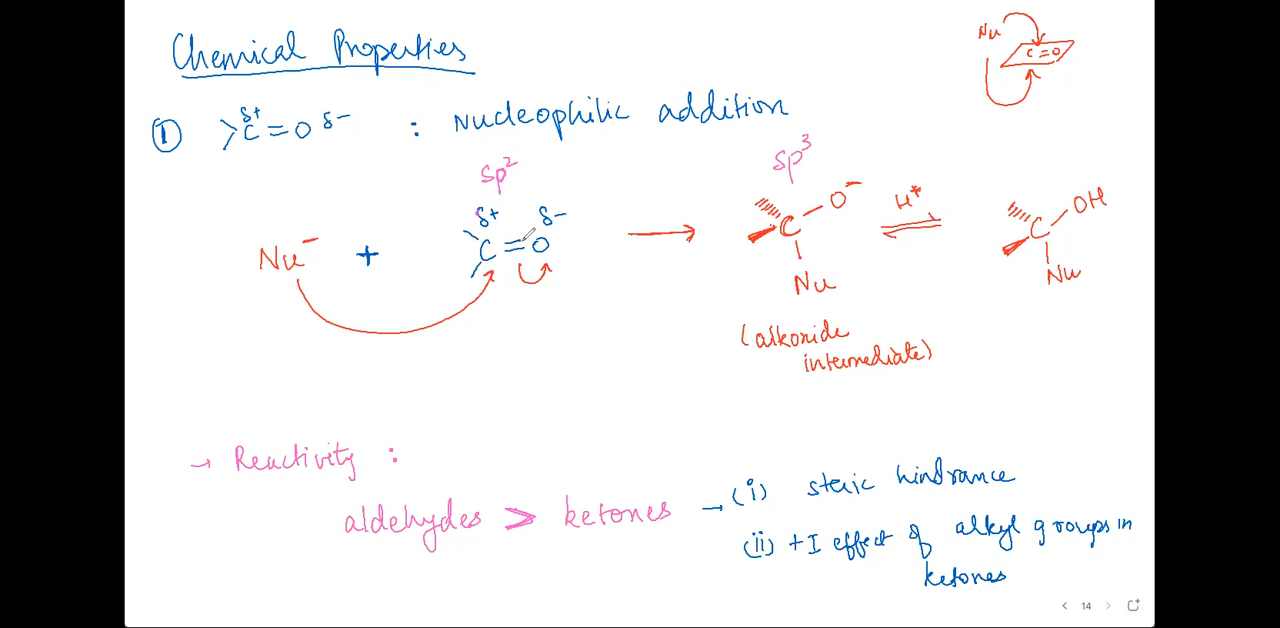 Chemical Properties
Nu
C=O
① >C=O δ+ δ- : Nucleophilic addition
sp² sp³
δ+ δ- O⁻ H⁺ OH
Nu⁻ + C=O → C ⇌ C
Nu Nu
(alkoxide
intermediate)
→ Reactivity :
aldehydes > ketones → (i) steric hindrance
(ii) +I effect of alkyl groups in
ketones
< 14 >